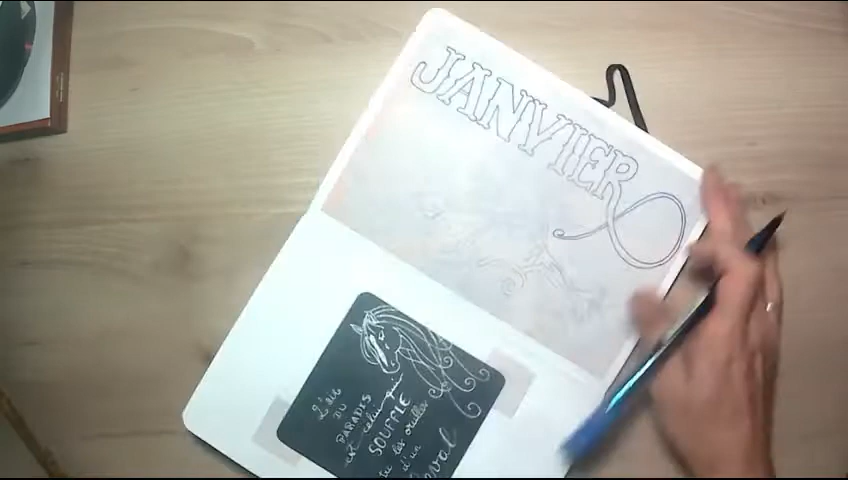 JANVIER
L'air
DU
PARADIS
est celui qui
SOUFFLE
les oreilles
d'un